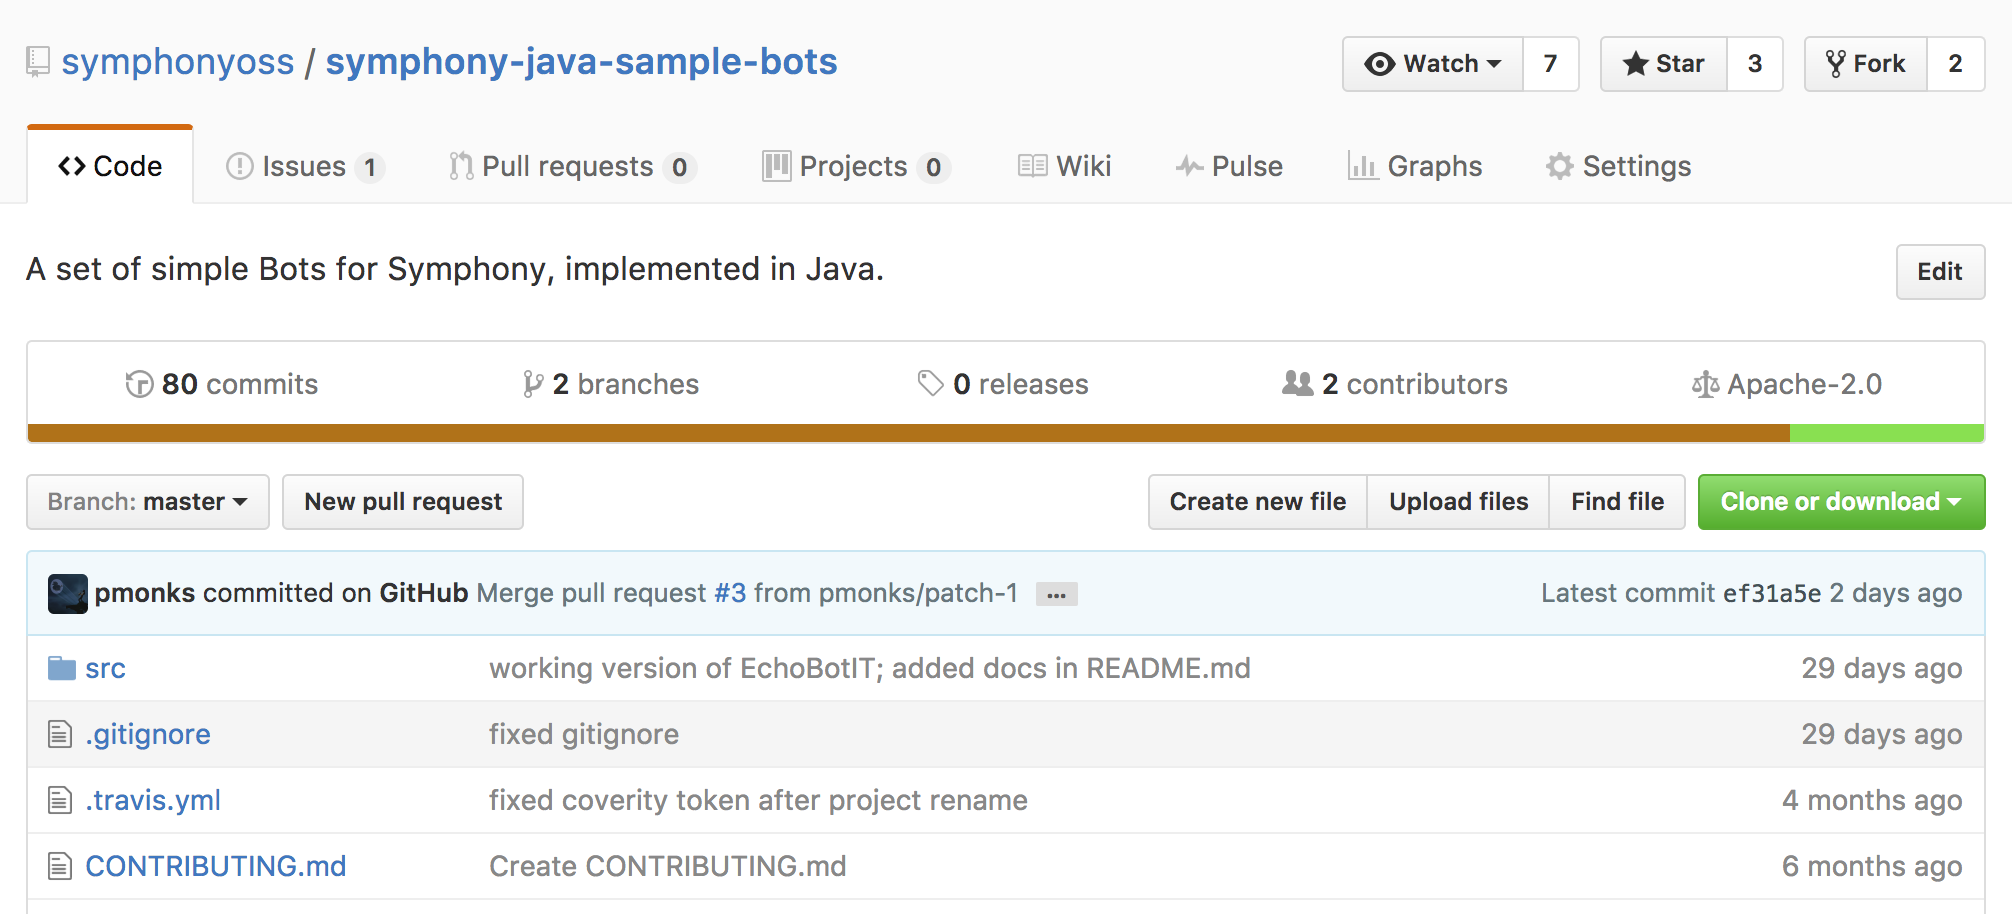 symphonyoss / symphony-java-sample-bots Watch 7 Star 3 Fork 2
Code Issues 1 Pull requests 0 Projects 0 Wiki Pulse Graphs Settings
A set of simple Bots for Symphony, implemented in Java. Edit
80 commits 2 branches 0 releases 2 contributors Apache-2.0
Branch: master New pull request Create new file Upload files Find file Clone or download
pmonks committed on GitHub Merge pull request #3 from pmonks/patch-1 ... Latest commit ef31a5e 2 days ago
src working version of EchoBotIT; added docs in README.md 29 days ago
.gitignore fixed gitignore 29 days ago
.travis.yml fixed coverity token after project rename 4 months ago
CONTRIBUTING.md Create CONTRIBUTING.md 6 months ago